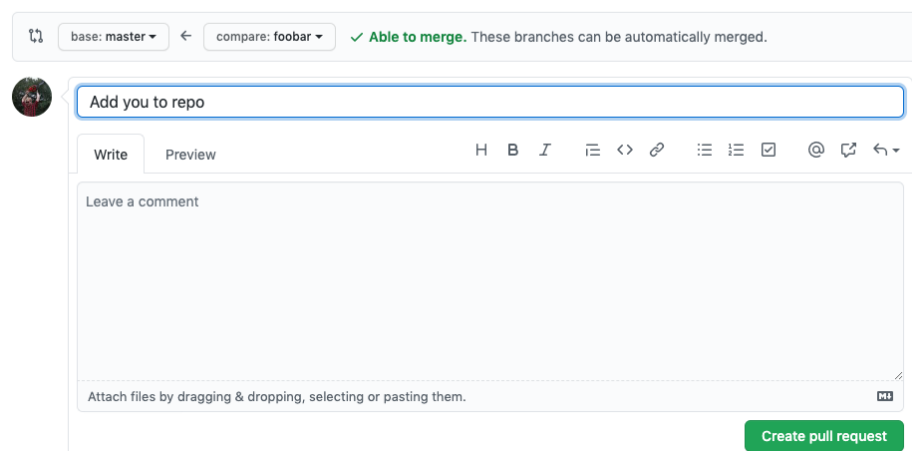 base: master compare: foobar Able to merge. These branches can be automatically merged.
Add you to repo
Write Preview H B I @
Leave a comment
Attach files by dragging & dropping, selecting or pasting them.
Create pull request